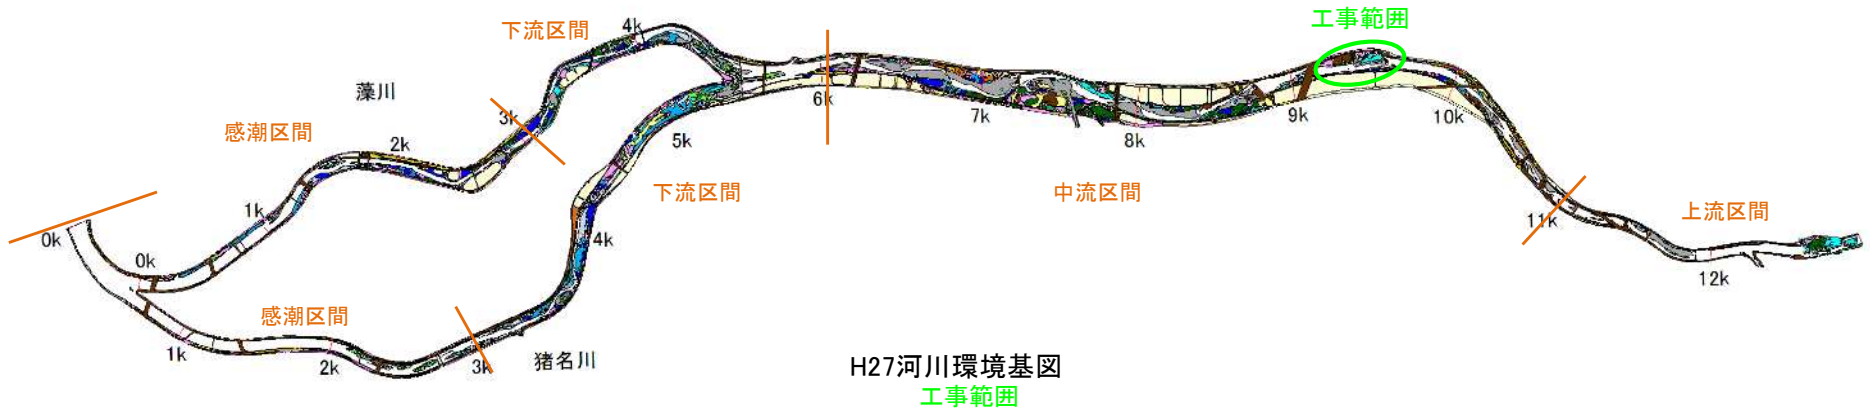 工事範囲
下流区間
4k
藻川
6k
3k
7k
9k
10k
感潮区間
2k
5k
8k
下流区間
中流区間
1k
上流区間
0k
11k
0k
4k
12k
感潮区間
1k
2k
3k
猪名川
H27河川環境基図
工事範囲